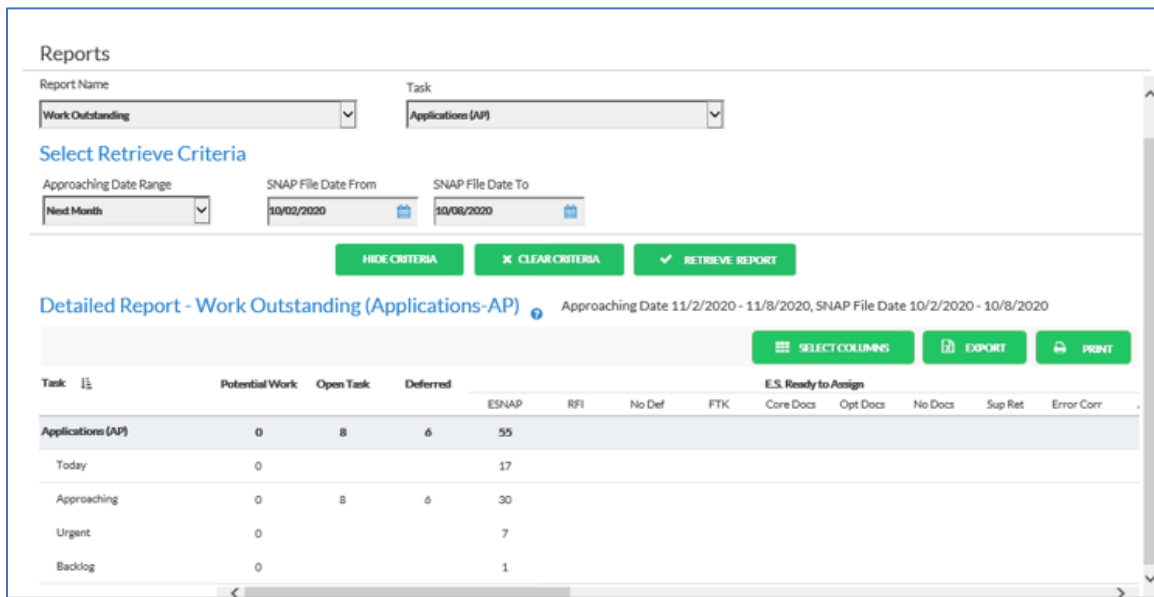 Reports
Report Name Task
Work Outstanding Applications (AP)
Select Retrieve Criteria
Approaching Date Range SNAP File Date From SNAP File Date To
Next Month 10/02/2020 10/08/2020
HIDE CRITERIA CLEAR CRITERIA RETRIEVE REPORT
Detailed Report - Work Outstanding (Applications-AP) Approaching Date 11/2/2020 - 11/8/2020, SNAP File Date 10/2/2020 - 10/8/2020
SELECT COLUMNS EXPORT PRINT
Task Potential Work Open Task Deferred E.S. Ready to Assign
ESNAP RFI No Def FTK Core Docs Opt Docs No Docs Sup Ret Error Corr
Applications (AP) 0 8 6 55
Today 0 17
Approaching 0 8 6 30
Urgent 0 7
Backlog 0 1